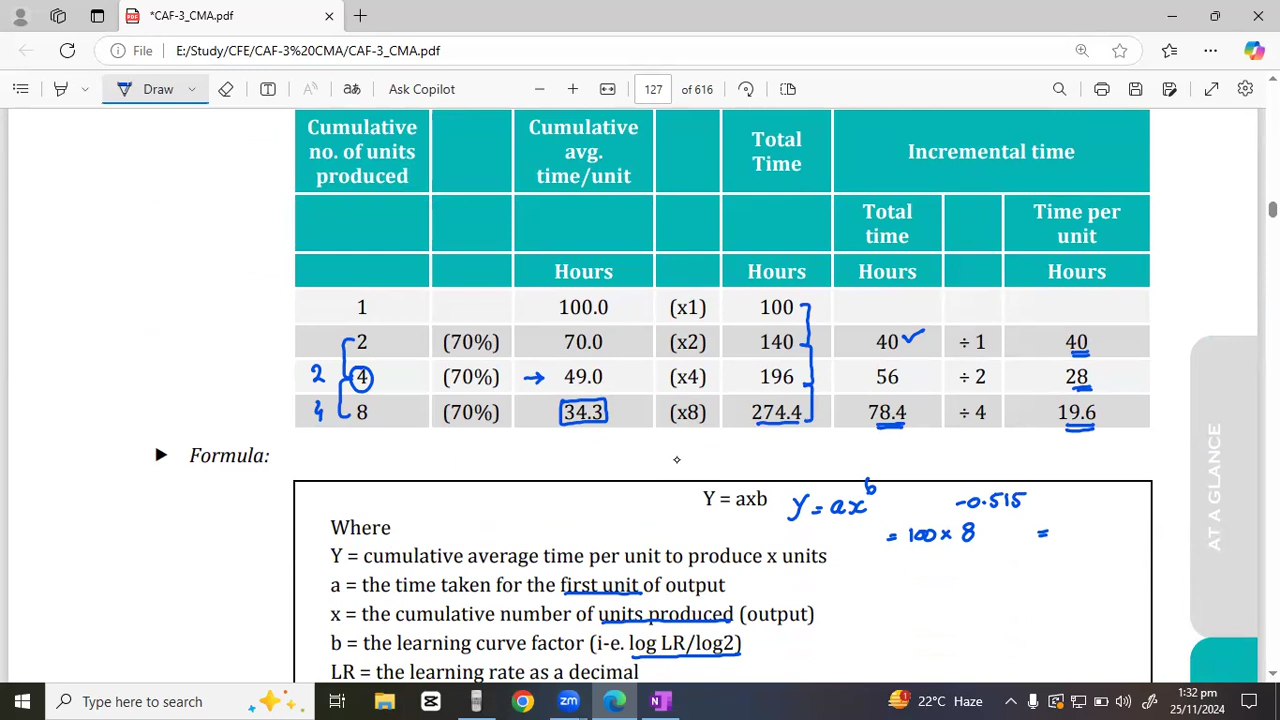 *CAF-3_CMA.pdf
File E:/Study/CFE/CAF-3%20CMA/CAF-3_CMA.pdf
Draw Ask Copilot 127 of 616
Cumulative no. of units produced Cumulative avg. time/unit Total Time Incremental time
Total time Time per unit
Hours Hours Hours Hours
1 100.0 (x1) 100
2 (70%) 70.0 (x2) 140 40 ÷ 1 40
2 4 (70%) → 49.0 (x4) 196 56 ÷ 2 28
4 8 (70%) 34.3 (x8) 274.4 78.4 ÷ 4 19.6
Formula:
Y = axb y = ax^b -0.515
Where = 100 × 8 =
Y = cumulative average time per unit to produce x units
a = the time taken for the first unit of output
x = the cumulative number of units produced (output)
b = the learning curve factor (i-e. log LR/log2)
LR = the learning rate as a decimal
AT A GLANCE
Type here to search 22°C Haze 1:32 pm
25/11/2024